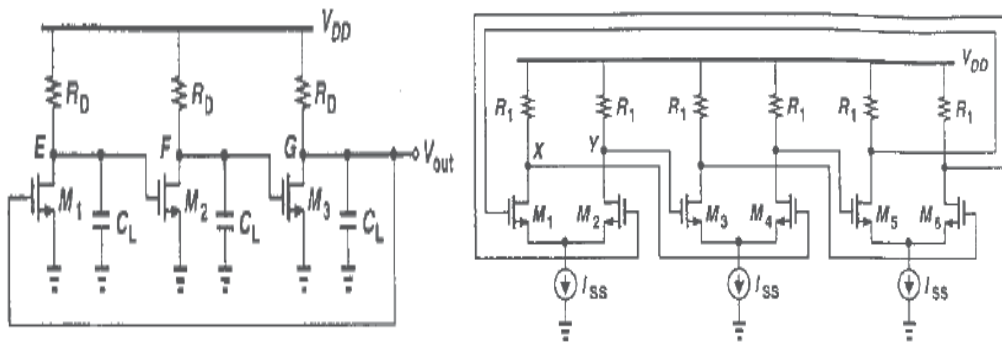 V_DD
R_D R_D R_D
E F G V_out
M_1 M_2 M_3
C_L C_L C_L
V_DD
R_1 R_1 R_1 R_1 R_1 R_1
X Y
M_1 M_2 M_3 M_4 M_5 M_6
I_SS I_SS I_SS